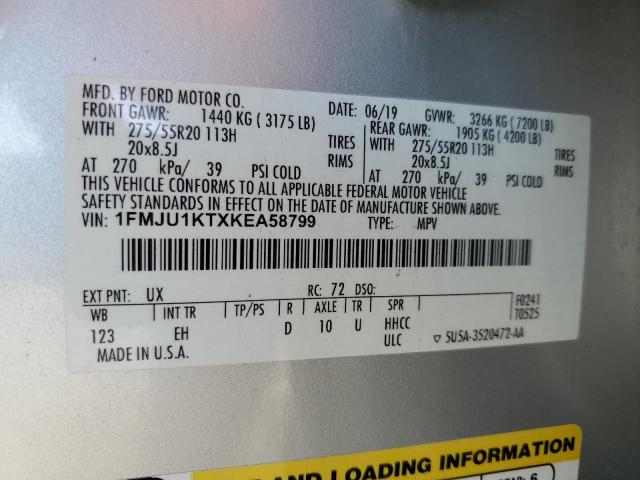 MFD. BY FORD MOTOR CO.
DATE: 06/19 GVWR: 3266 KG (7200 LB)
FRONT GAWR: 1440 KG (3175 LB)
REAR GAWR: 1905 KG (4200 LB)
WITH 275/55R20 113H TIRES
WITH 275/55R20 113H TIRES
20x8.5J RIMS
20x8.5J RIMS
AT 270 kPa/ 39 PSI COLD
AT 270 kPa/ 39 PSI COLD
THIS VEHICLE CONFORMS TO ALL APPLICABLE FEDERAL MOTOR VEHICLE
SAFETY STANDARDS IN EFFECT ON THE DATE OF MANUFACTURE SHOWN ABOVE.
VIN: 1FMJU1KTXKEA58799 TYPE: MPV
EXT PNT: UX RC: 72 DSO:
WB INT TR TP/PS R AXLE TR SPR
F0241
T0525
123 EH D 10 U HHCC
ULC
MADE IN U.S.A.
▽ 5U5A-3520472-AA
AND LOADING INFORMATION